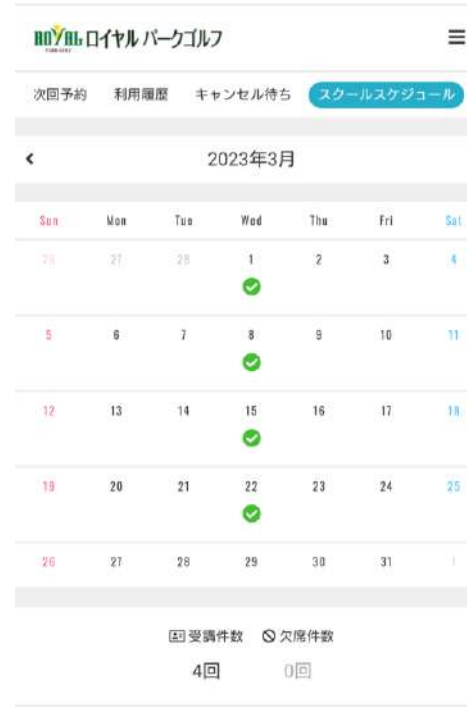 ROYAL ロイヤル パークゴルフ
次回予約 利用履歴 キャンセル待ち スクールスケジュール
2023年3月
Sun Mon Tue Wed Thu Fri Sat
26 27 28 1 2 3 4
5 6 7 8 9 10 11
12 13 14 15 16 17 18
19 20 21 22 23 24 25
26 27 28 29 30 31 1
受講件数 欠席件数
4回 0回